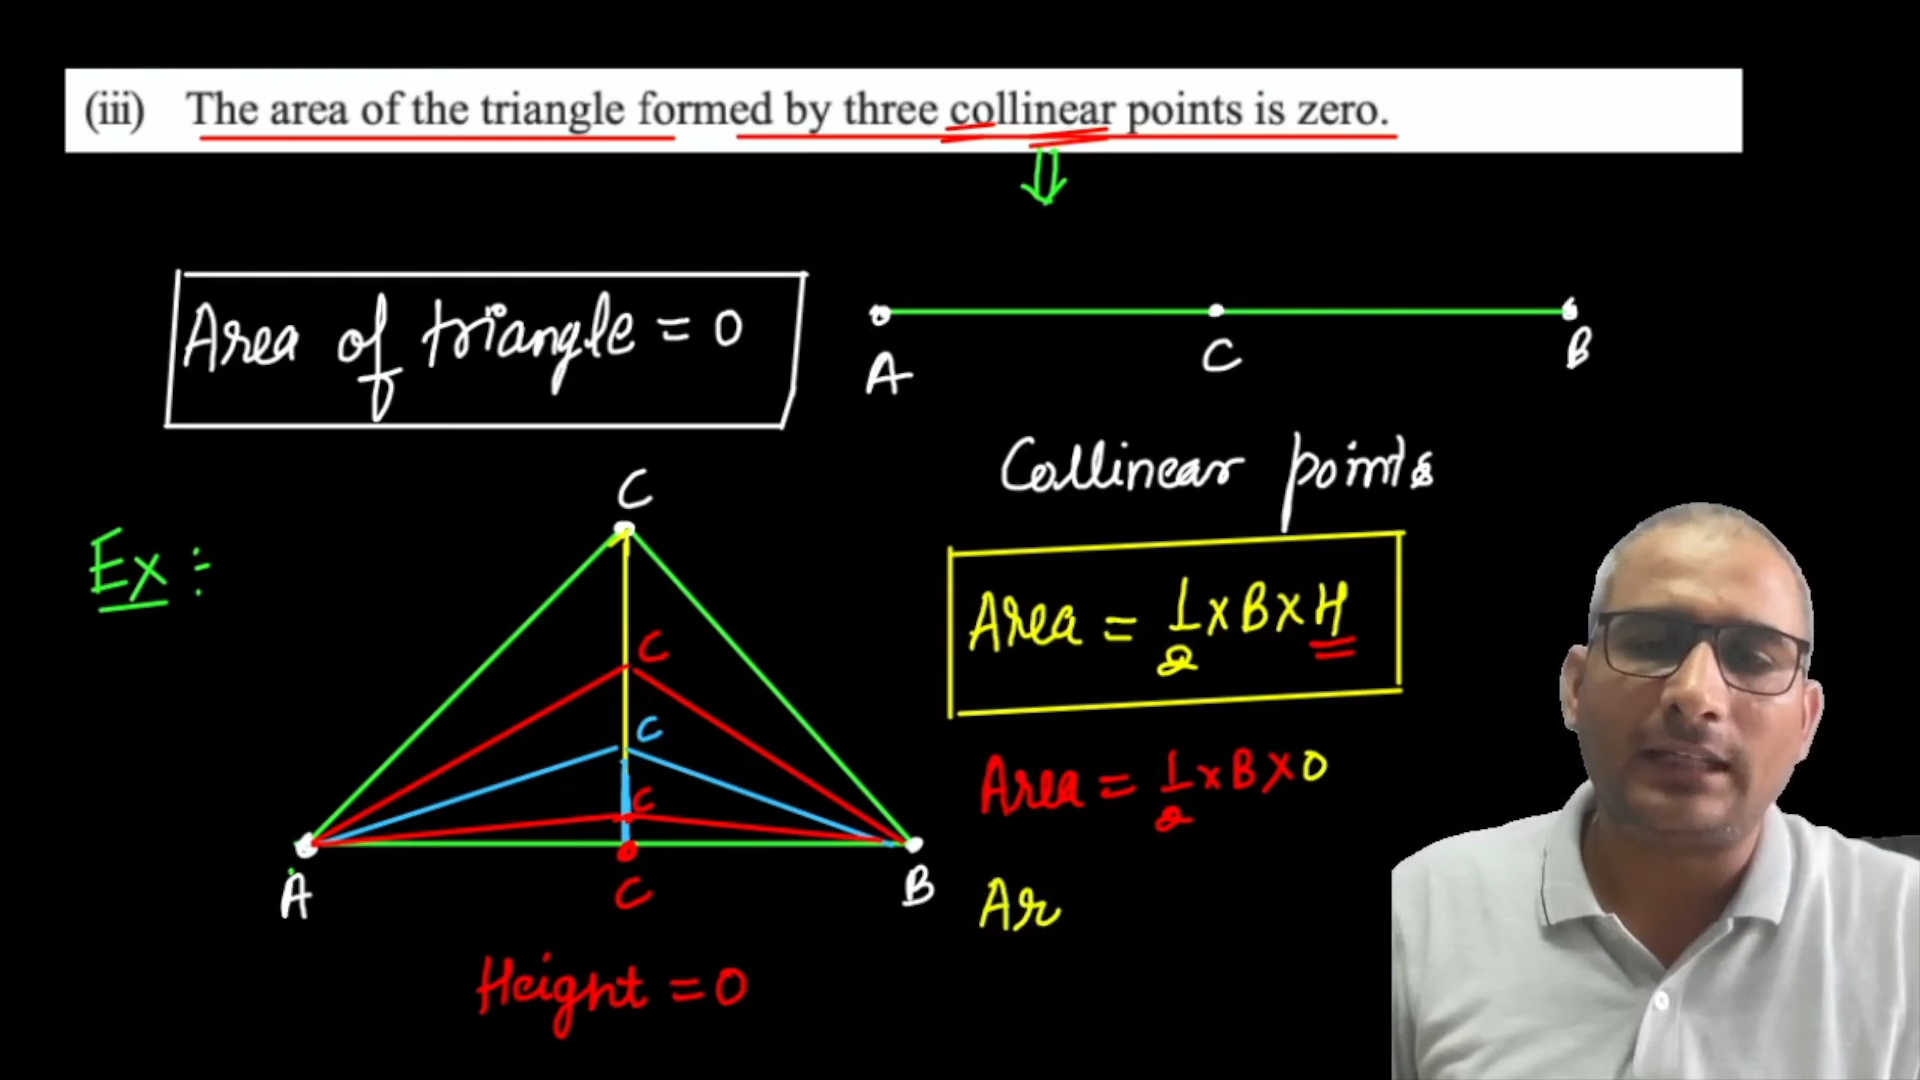 (iii) The area of the triangle formed by three collinear points is zero.
Area of triangle = 0
A C B
Collinear points
Ex :
C
C
C
C
A C B
Height = 0
Area = 1/2 x B x H
Area = 1/2 x B x 0
Ar